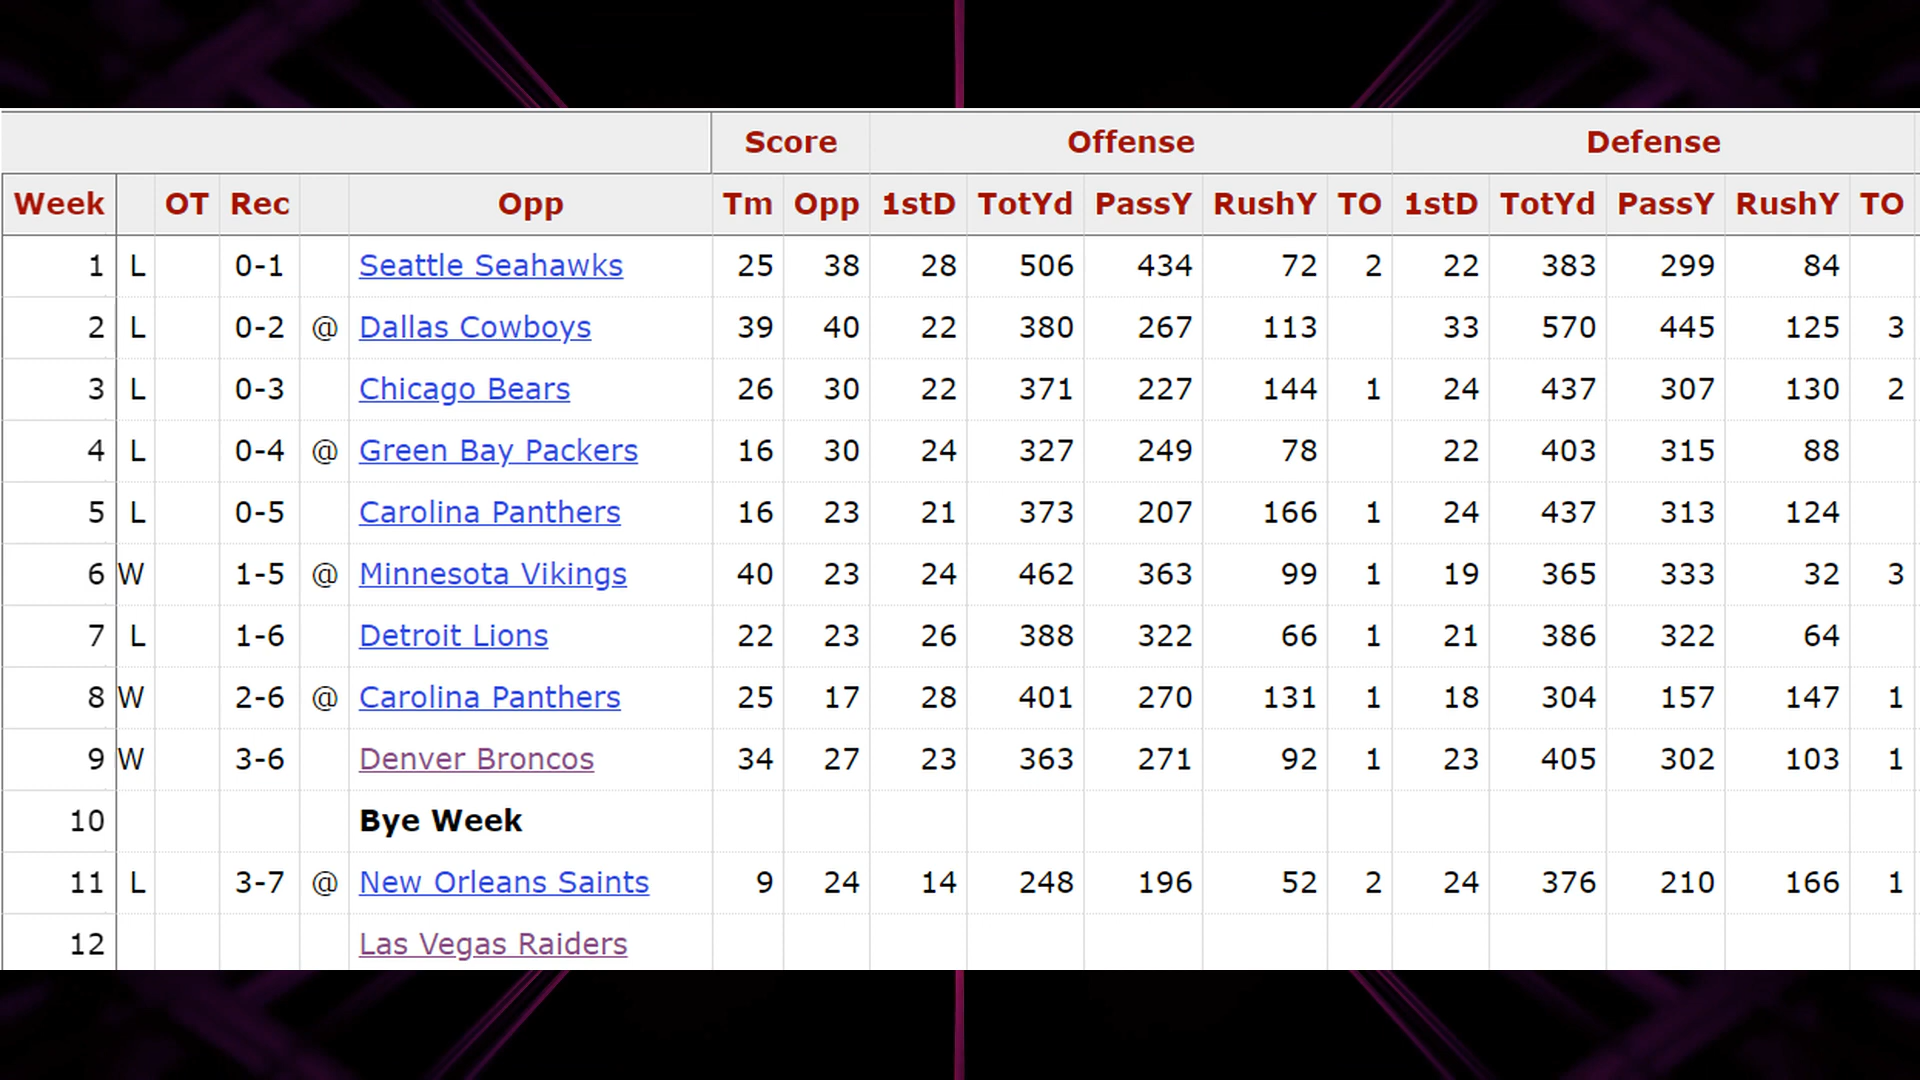 Score Offense Defense
Week OT Rec Opp Tm Opp 1stD TotYd PassY RushY TO 1stD TotYd PassY RushY TO
1 L 0-1 Seattle Seahawks 25 38 28 506 434 72 2 22 383 299 84
2 L 0-2 @ Dallas Cowboys 39 40 22 380 267 113 33 570 445 125 3
3 L 0-3 Chicago Bears 26 30 22 371 227 144 1 24 437 307 130 2
4 L 0-4 @ Green Bay Packers 16 30 24 327 249 78 22 403 315 88
5 L 0-5 Carolina Panthers 16 23 21 373 207 166 1 24 437 313 124
6 W 1-5 @ Minnesota Vikings 40 23 24 462 363 99 1 19 365 333 32 3
7 L 1-6 Detroit Lions 22 23 26 388 322 66 1 21 386 322 64
8 W 2-6 @ Carolina Panthers 25 17 28 401 270 131 1 18 304 157 147 1
9 W 3-6 Denver Broncos 34 27 23 363 271 92 1 23 405 302 103 1
10 Bye Week
11 L 3-7 @ New Orleans Saints 9 24 14 248 196 52 2 24 376 210 166 1
12 Las Vegas Raiders